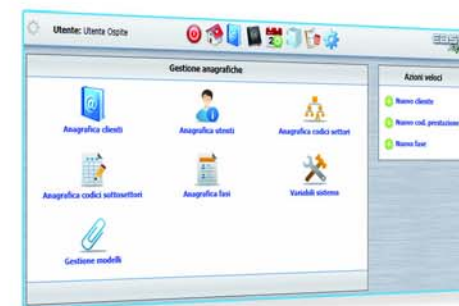 Utente: Utente Ospite
Gestione anagrafiche
Anagrafica clienti
Anagrafica utenti
Anagrafica codici settori
Anagrafica codici sottosettori
Anagrafica fasi
Variabili sistema
Gestione modelli
Azioni veloci
Nuovo cliente
Nuovo cod. prestazione
Nuova fase